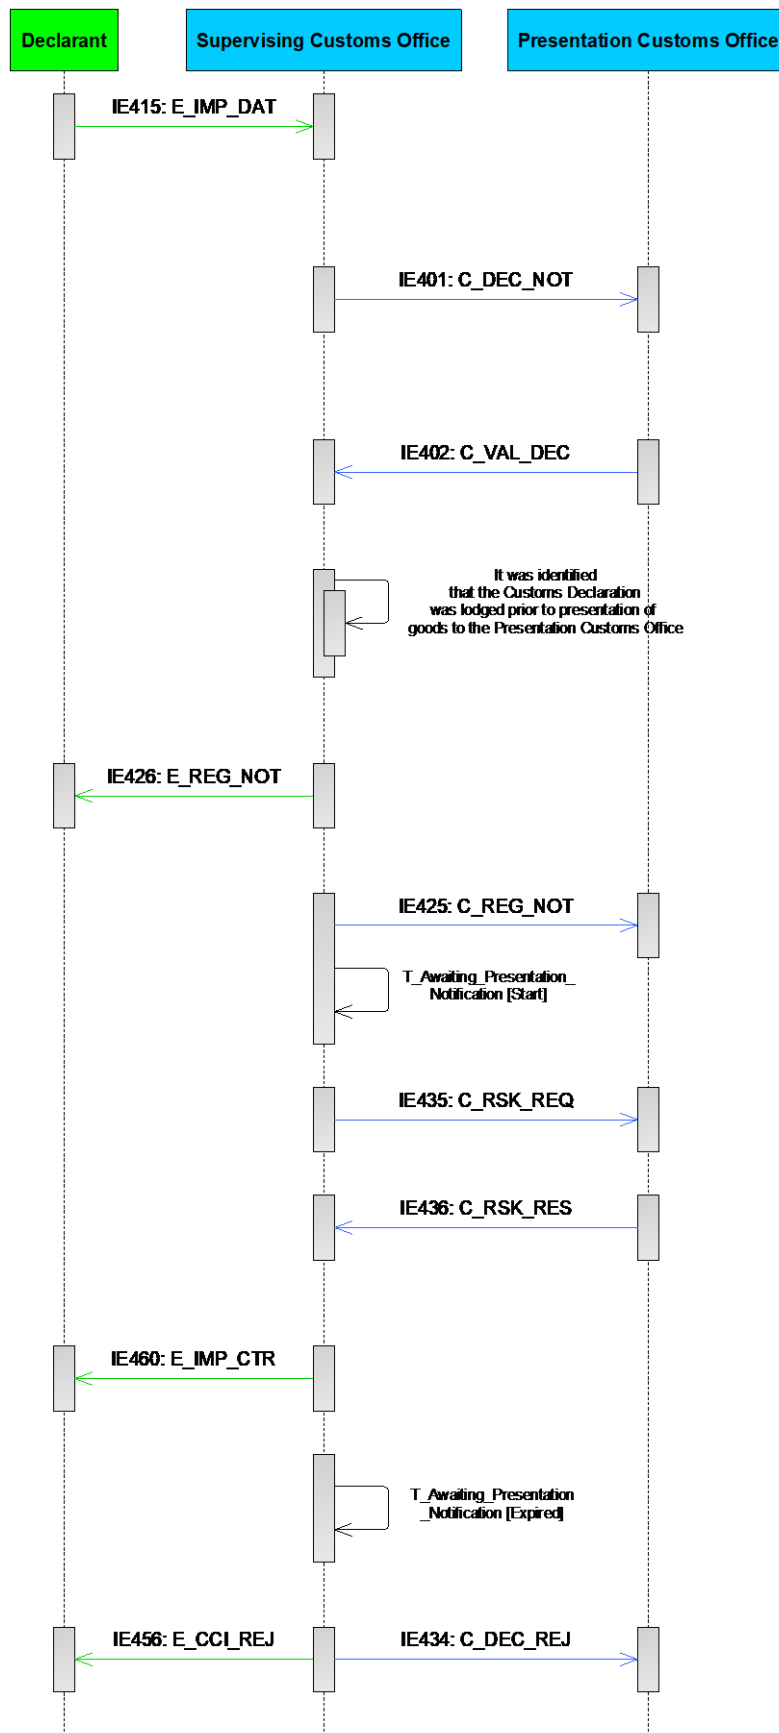 Declarant
Supervising Customs Office
Presentation Customs Office
IE415: E_IMP_DAT
IE401: C_DEC_NOT
IE402: C_VAL_DEC
It was identified
that the Customs Declaration
was lodged prior to presentation of
goods to the Presentation Customs Office
IE426: E_REG_NOT
IE425: C_REG_NOT
T_Awaiting_Presentation_
Notification [Start]
IE435: C_RSK_REQ
IE436: C_RSK_RES
IE460: E_IMP_CTR
T_Awaiting_Presentation
_Notification [Expired]
IE456: E_CCI_REJ
IE434: C_DEC_REJ